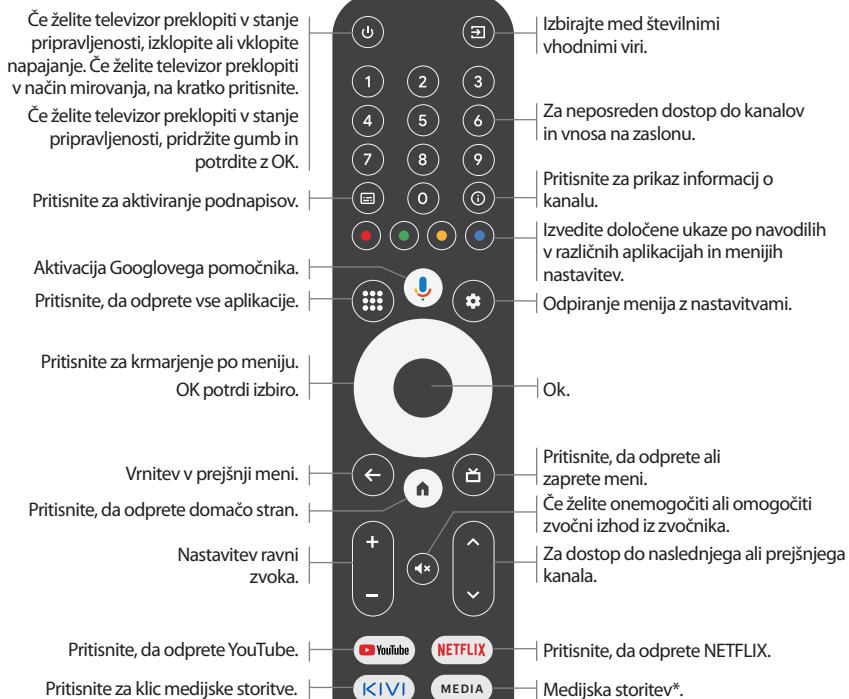 Če želite televizor preklopiti v stanje
pripravljenosti, izklopite ali vklopite
napajanje. Če želite televizor preklopiti
v način mirovanja, na kratko pritisnite.
Če želite televizor preklopiti v stanje
pripravljenosti, pridržite gumb in
potrdite z OK.
Pritisnite za aktiviranje podnapisov.
Aktivacija Googlovega pomočnika.
Pritisnite, da odprete vse aplikacije.
Pritisnite za krmarjenje po meniju.
OK potrdi izbiro.
Vrnitev v prejšnji meni.
Pritisnite, da odprete domačo stran.
Nastavitev ravni
zvoka.
Pritisnite, da odprete YouTube.
Pritisnite za klic medijske storitve.
1 2 3
4 5 6
7 8 9
0
YouTube NETFLIX
KIVI MEDIA
Izbirajte med številnimi
vhodnimi viri.
Za neposreden dostop do kanalov
in vnosa na zaslonu.
Pritisnite za prikaz informacij o
kanalu.
Izvedite določene ukaze po navodilih
v različnih aplikacijah in menijih
nastavitev.
Odpiranje menija z nastavitvami.
Ok.
Pritisnite, da odprete ali
zaprete meni.
Če želite onemogočiti ali omogočiti
zvočni izhod iz zvočnika.
Za dostop do naslednjega ali prejšnjega
kanala.
Pritisnite, da odprete NETFLIX.
Medijska storitev*.